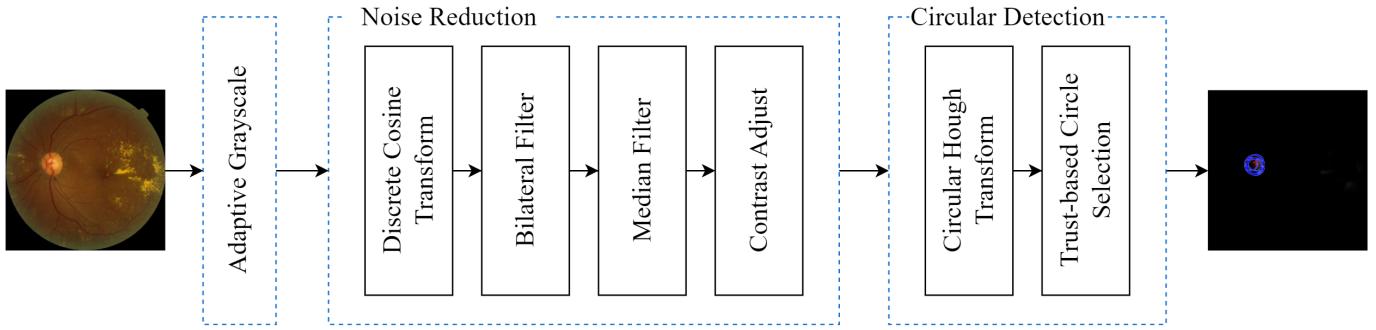 Noise Reduction
Circular Detection
Adaptive Grayscale
Discrete Cosine
Transform
Bilateral Filter
Median Filter
Contrast Adjust
Circular Hough
Transform
Trust-based Circle
Selection